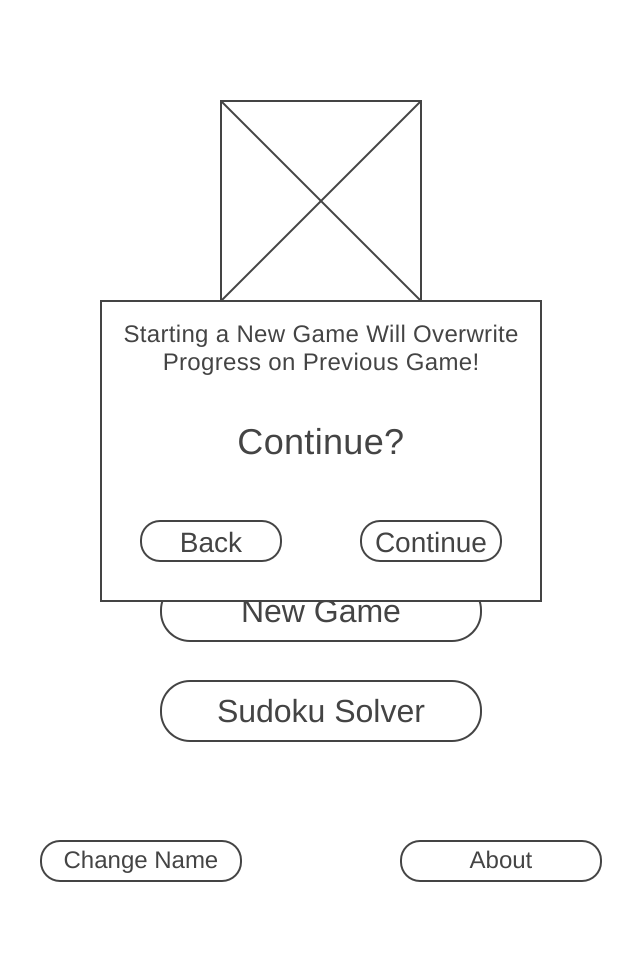 Starting a New Game Will Overwrite
Progress on Previous Game!
Continue?
Back Continue
New Game
Sudoku Solver
Change Name About